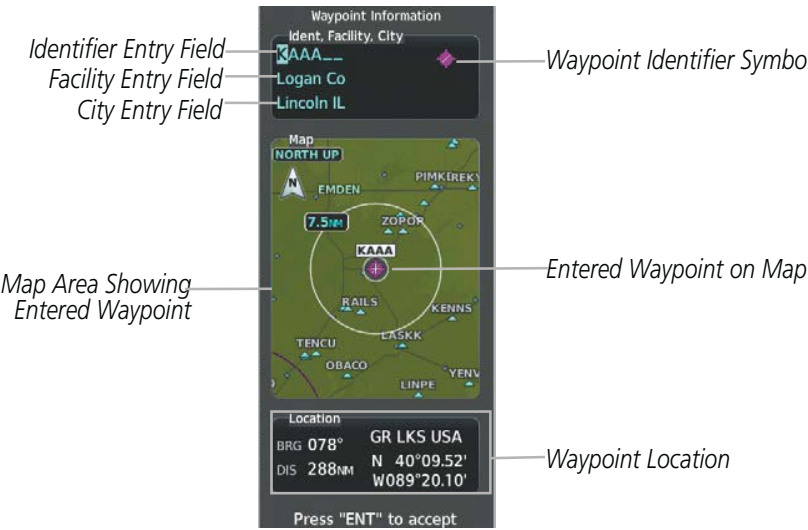 Waypoint Information
Ident, Facility, City
Identifier Entry Field
KAAA__
Waypoint Identifier Symbo
Facility Entry Field
Logan Co
City Entry Field
Lincoln IL
Map
NORTH UP
N
EMDEN
PIMKI
REKY
7.5NM
ZOPOR
KAAA
Entered Waypoint on Map
Map Area Showing
Entered Waypoint
RAILS
KENNS
TENCU
LASKK
OBACO
YENV
LINPE
Location
BRG 078°
GR LKS USA
DIS 288NM
N 40°09.52'
W089°20.10'
Waypoint Location
Press "ENT" to accept